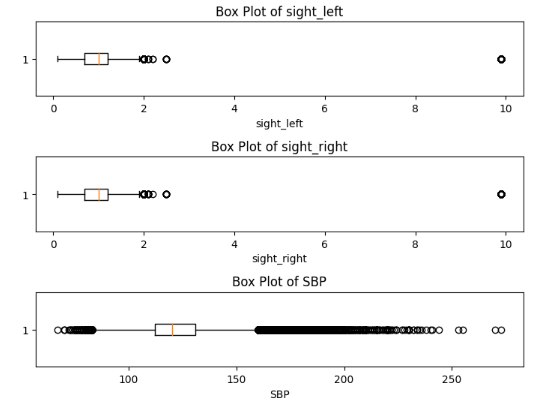 Box Plot of sight_left
1
0 2 4 6 8 10
sight_left
Box Plot of sight_right
1
0 2 4 6 8 10
sight_right
Box Plot of SBP
1
100 150 200 250
SBP